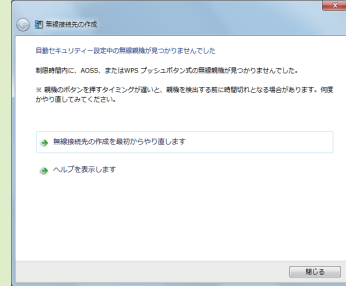 無線接続先の作成
自動セキュリティー設定中の無線親機が見つかりませんでした
制限時間内に、AOSS、またはWPS プッシュボタン式の無線親機が見つかりませんでした。
※ 親機のボタンを押すタイミングが遅いと、親機を検出する前に時間切れとなる場合があります。何度
かやり直してみてください。
無線接続先の作成を最初からやり直します
ヘルプを表示します
閉じる